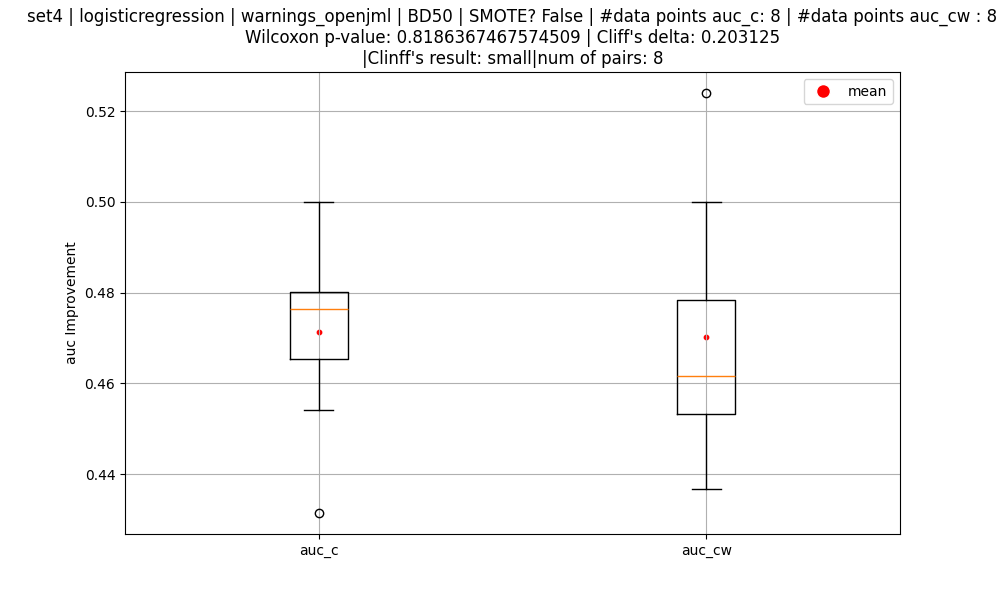 set4 | logisticregression | warnings_openjml | BD50 | SMOTE? False | #data points auc_c: 8 | #data points auc_cw : 8
Wilcoxon p-value: 0.8186367467574509 | Cliff's delta: 0.203125
|Clinff's result: small|num of pairs: 8
mean
0.52
0.50
0.48
0.46
0.44
auc Improvement
auc_c
auc_cw